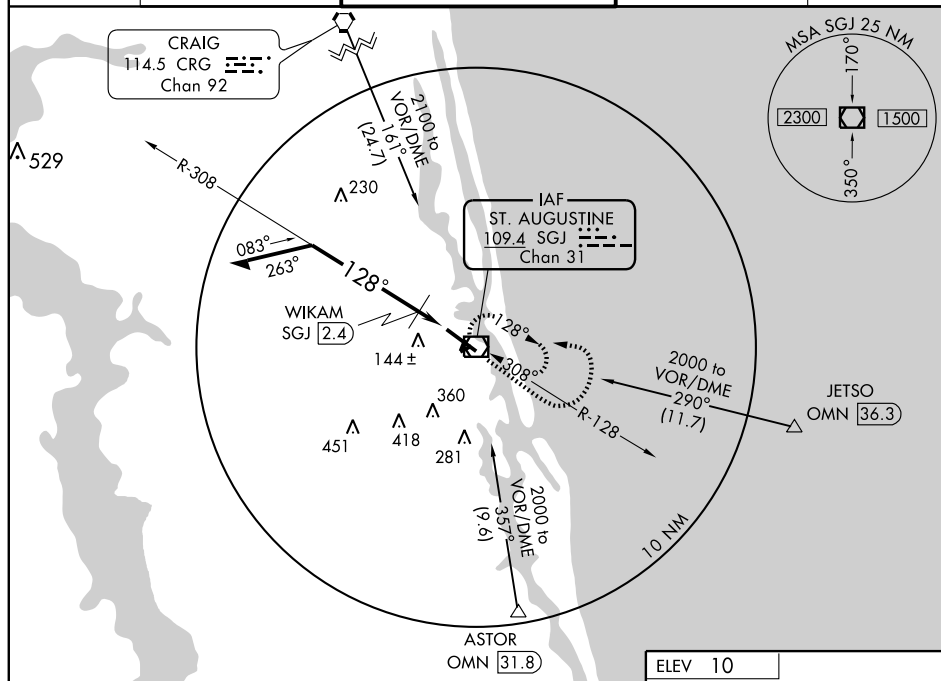 CRAIG
114.5 CRG
Chan 92
MSA SGJ 25 NM
170°
2300
1500
350°
529
R-308
2100 to
VOR/DME
161°
(24.7)
230
IAF
ST. AUGUSTINE
109.4 SGJ
Chan 31
083°
263°
128°
WIKAM
SGJ 2.4
144 ±
128°
308°
R-128
2000 to
VOR/DME
290°
(11.7)
JETSO
OMN 36.3
360
451
418
281
2000 to
VOR/DME
357°
(9.6)
10 NM
ASTOR
OMN 31.8
ELEV 10